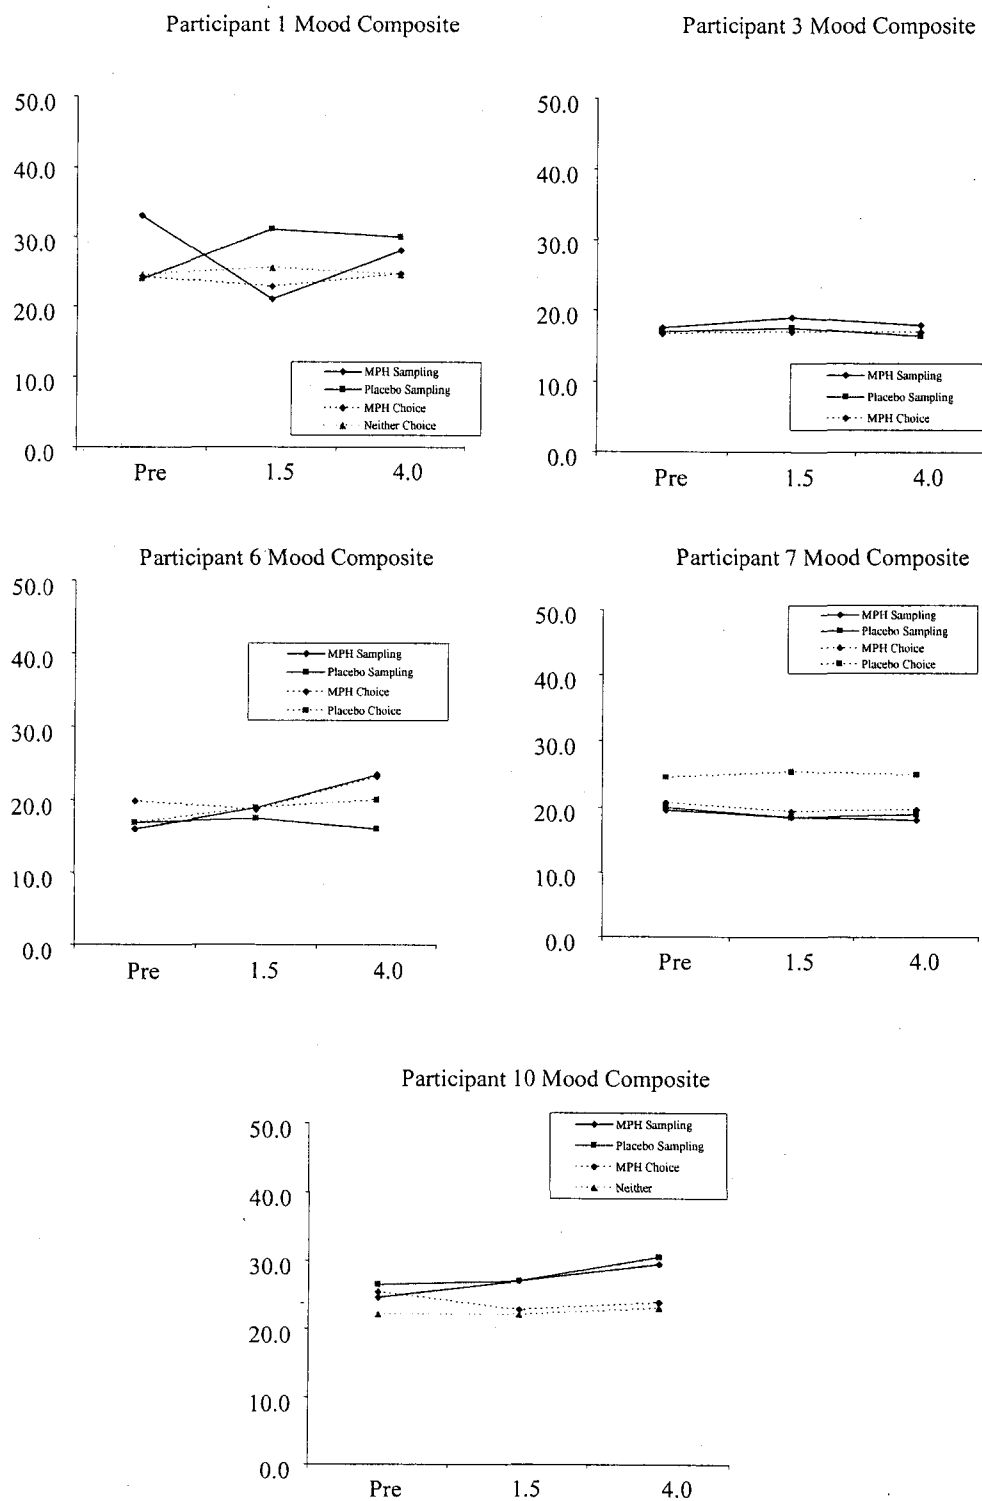 Participant 1 Mood Composite
50.0
40.0
30.0
20.0
10.0
0.0
MPH Sampling
Placebo Sampling
MPH Choice
Neither Choice
Pre 1.5 4.0
Participant 3 Mood Composite
50.0
40.0
30.0
20.0
10.0
0.0
MPH Sampling
Placebo Sampling
MPH Choice
Pre 1.5 4.0
Participant 6 Mood Composite
50.0
40.0
30.0
20.0
10.0
0.0
MPH Sampling
Placebo Sampling
MPH Choice
Placebo Choice
Pre 1.5 4.0
Participant 7 Mood Composite
50.0
40.0
30.0
20.0
10.0
0.0
MPH Sampling
Placebo Sampling
MPH Choice
Placebo Choice
Pre 1.5 4.0
Participant 10 Mood Composite
50.0
40.0
30.0
20.0
10.0
0.0
MPH Sampling
Placebo Sampling
MPH Choice
Neither
Pre 1.5 4.0